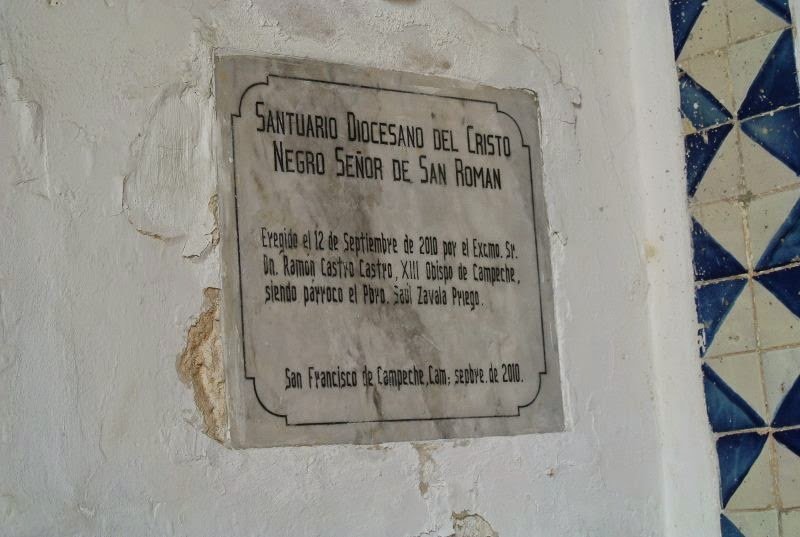 SANTUARIO DIOCESANO DEL CRISTO
NEGRO SEÑOR DE SAN ROMAN
Eregido el 12 de Septiembre de 2010 por el Excmo. Sr.
Dn. Ramon Castro Castro, XIII Obispo de Campeche,
siendo párroco el Pbro. Saúl Zavala Priego.
San Francisco de Campeche, Cam; sepbre. de 2010.